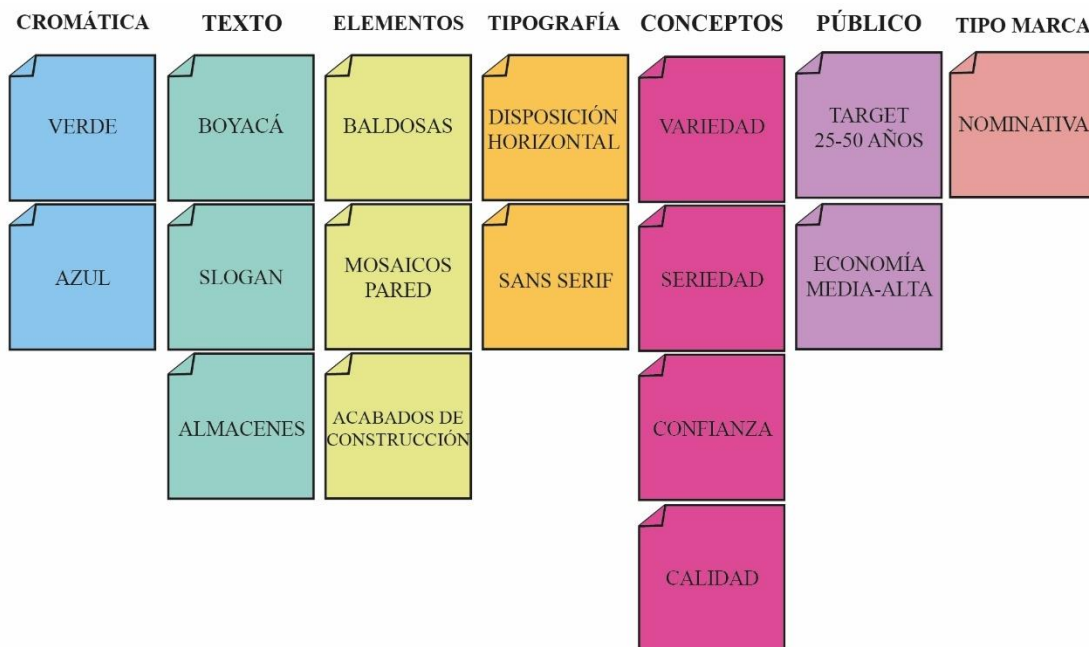 CROMÁTICA
TEXTO
ELEMENTOS
TIPOGRAFÍA
CONCEPTOS
PÚBLICO
TIPO MARCA
VERDE
BOYACÁ
BALDOSAS
DISPOSICIÓN
HORIZONTAL
VARIEDAD
TARGET
25-50 AÑOS
NOMINATIVA
AZUL
SLOGAN
MOSAICOS
PARED
SANS SERIF
SERIEDAD
ECONOMÍA
MEDIA-ALTA
ALMACENES
ACABADOS DE
CONSTRUCCIÓN
CONFIANZA
CALIDAD